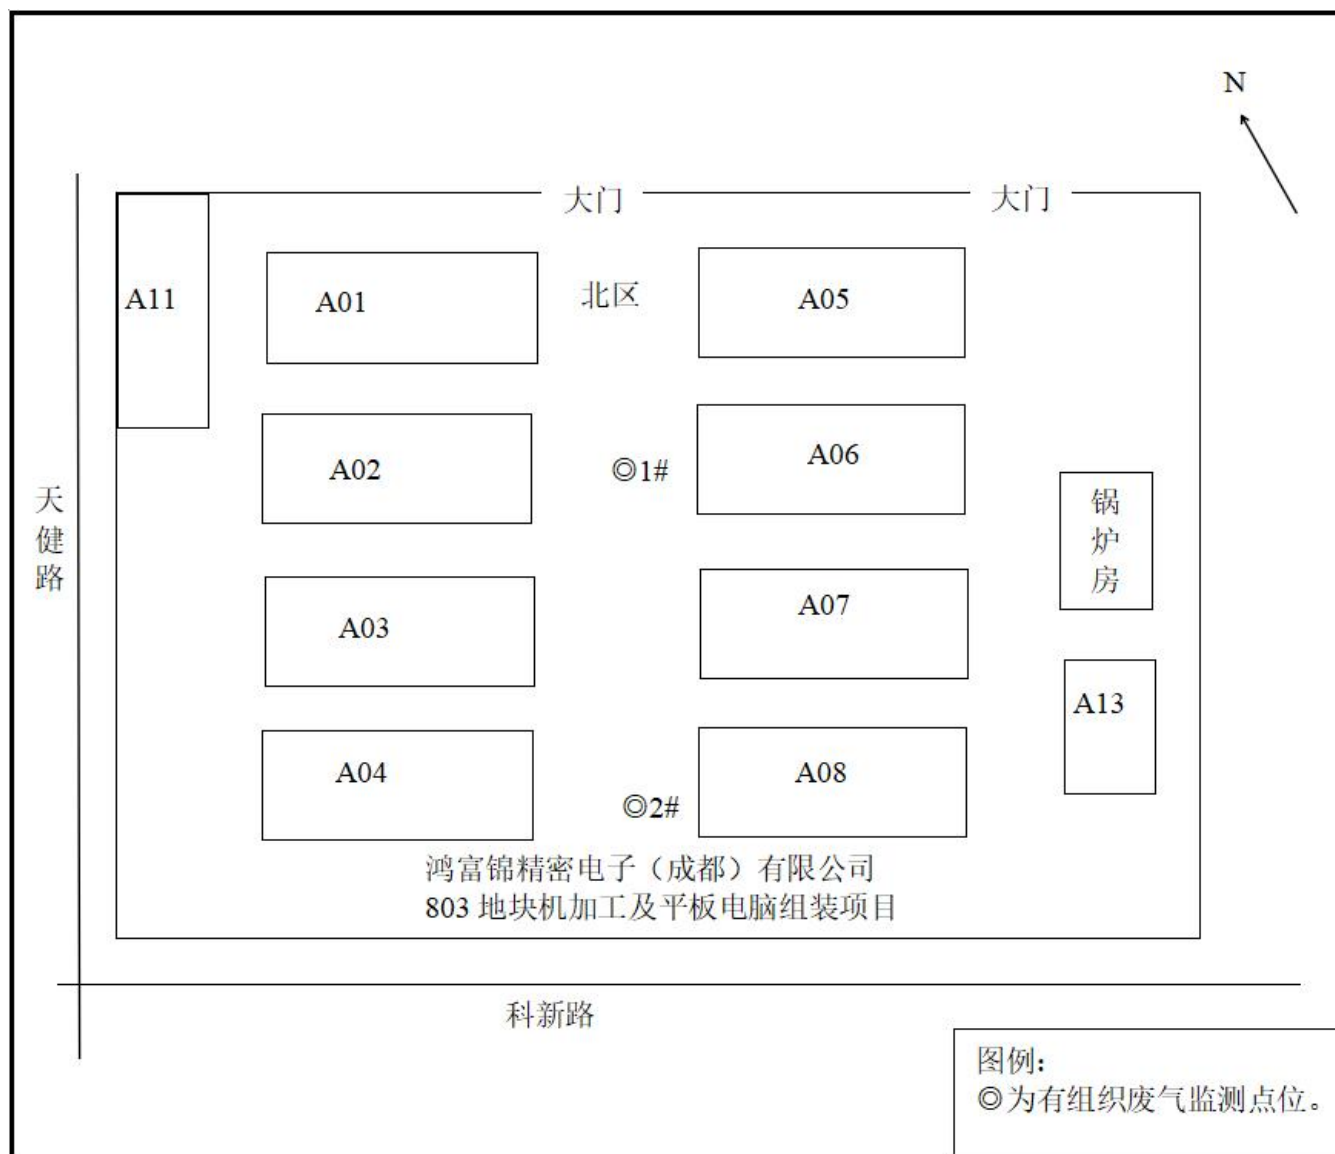 N
大门
大门
A11
A01
北区
A05
A02
◎1#
A06
天健路
锅炉房
A03
A07
A13
A04
A08
◎2#
鸿富锦精密电子（成都）有限公司
803 地块机加工及平板电脑组装项目
科新路
图例：
◎为有组织废气监测点位。